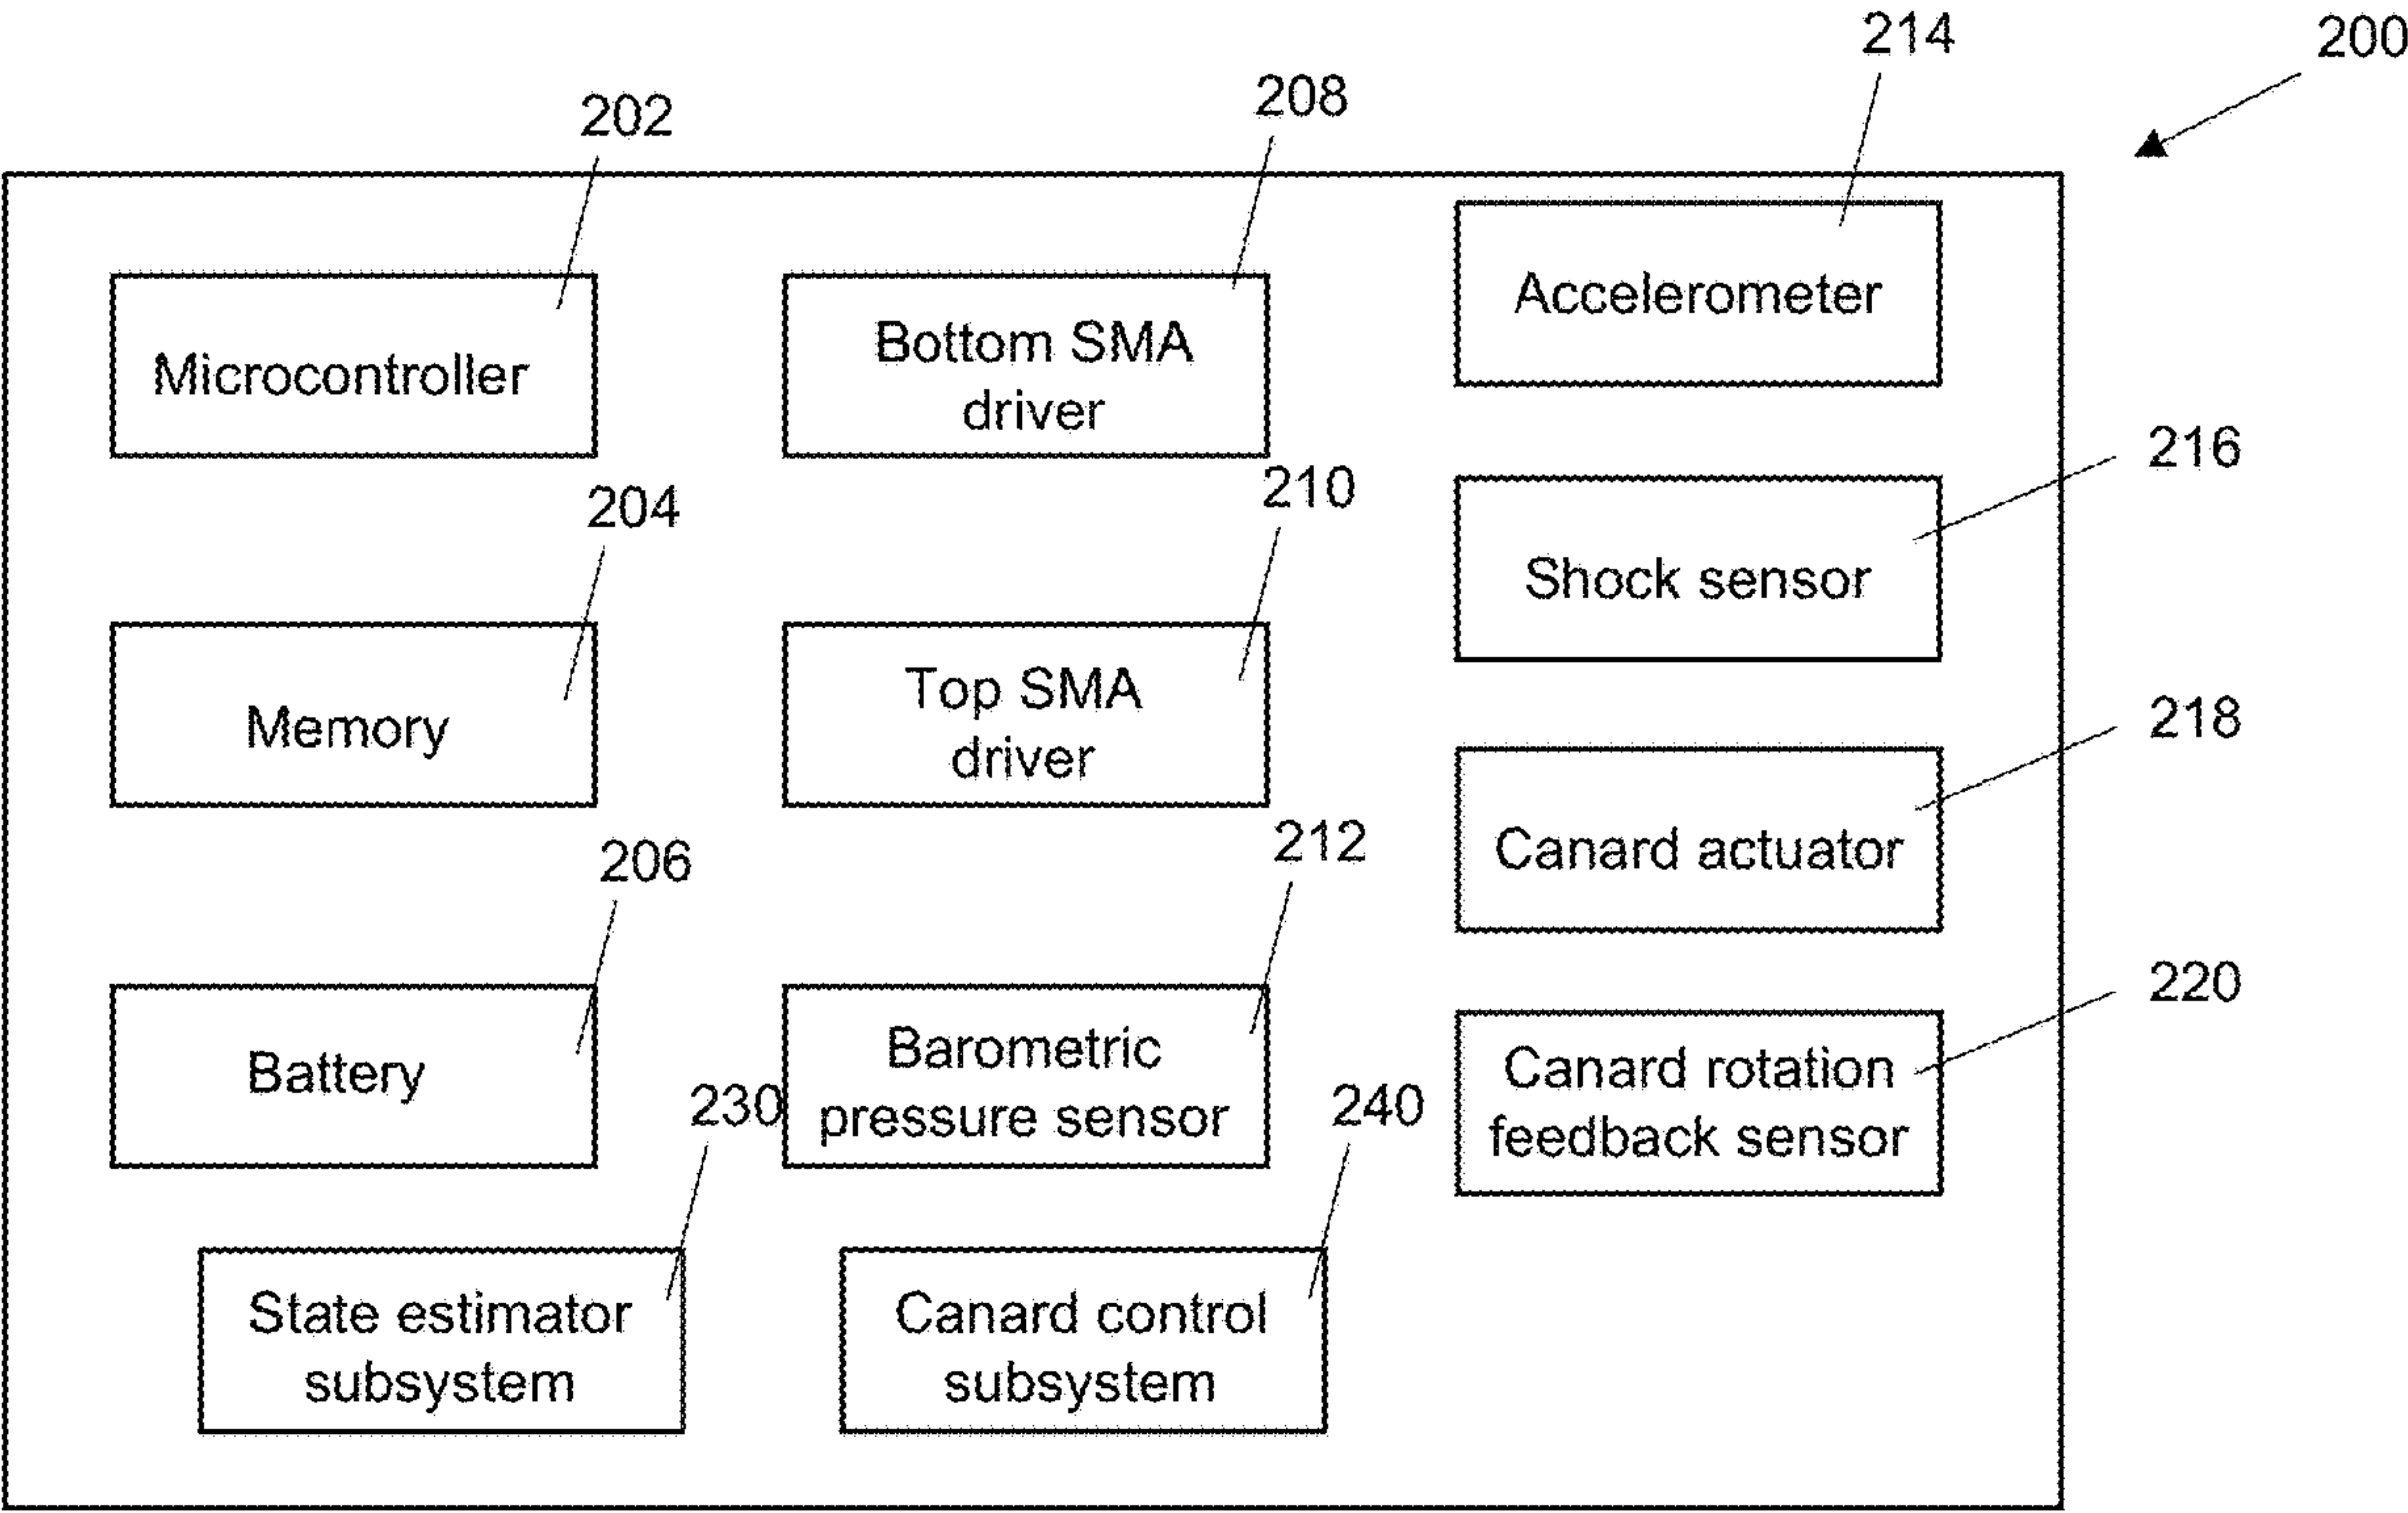 200
214
208
202
Accelerometer
Microcontroller
Bottom SMA
driver
216
210
204
Shock sensor
Memory
Top SMA
driver
218
212
206
Canard actuator
220
Battery
Barometric
pressure sensor
Canard rotation
feedback sensor
230
240
State estimator
subsystem
Canard control
subsystem